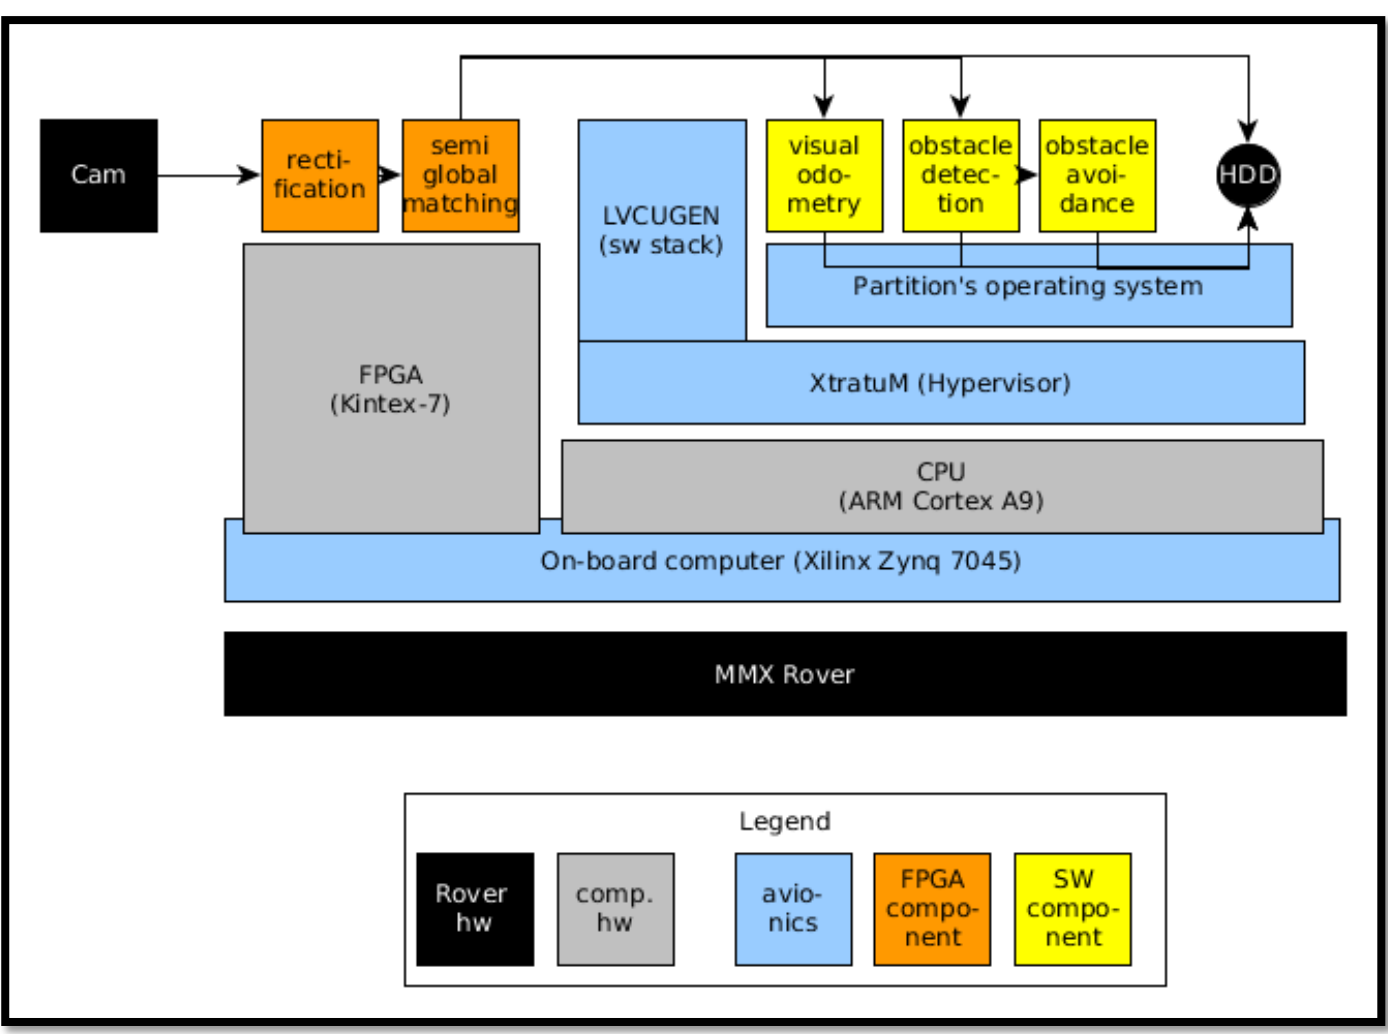 Cam
recti-
fication
semi
global
matching
LVCUGEN
(sw stack)
visual
odo-
metry
obstacle
detec-
tion
obstacle
avoi-
dance
HDD
Partition's operating system
FPGA
(Kintex-7)
XtratuM (Hypervisor)
CPU
(ARM Cortex A9)
On-board computer (Xilinx Zynq 7045)
MMX Rover
Legend
Rover
hw
comp.
hw
avio-
nics
FPGA
compo-
nent
SW
compo-
nent